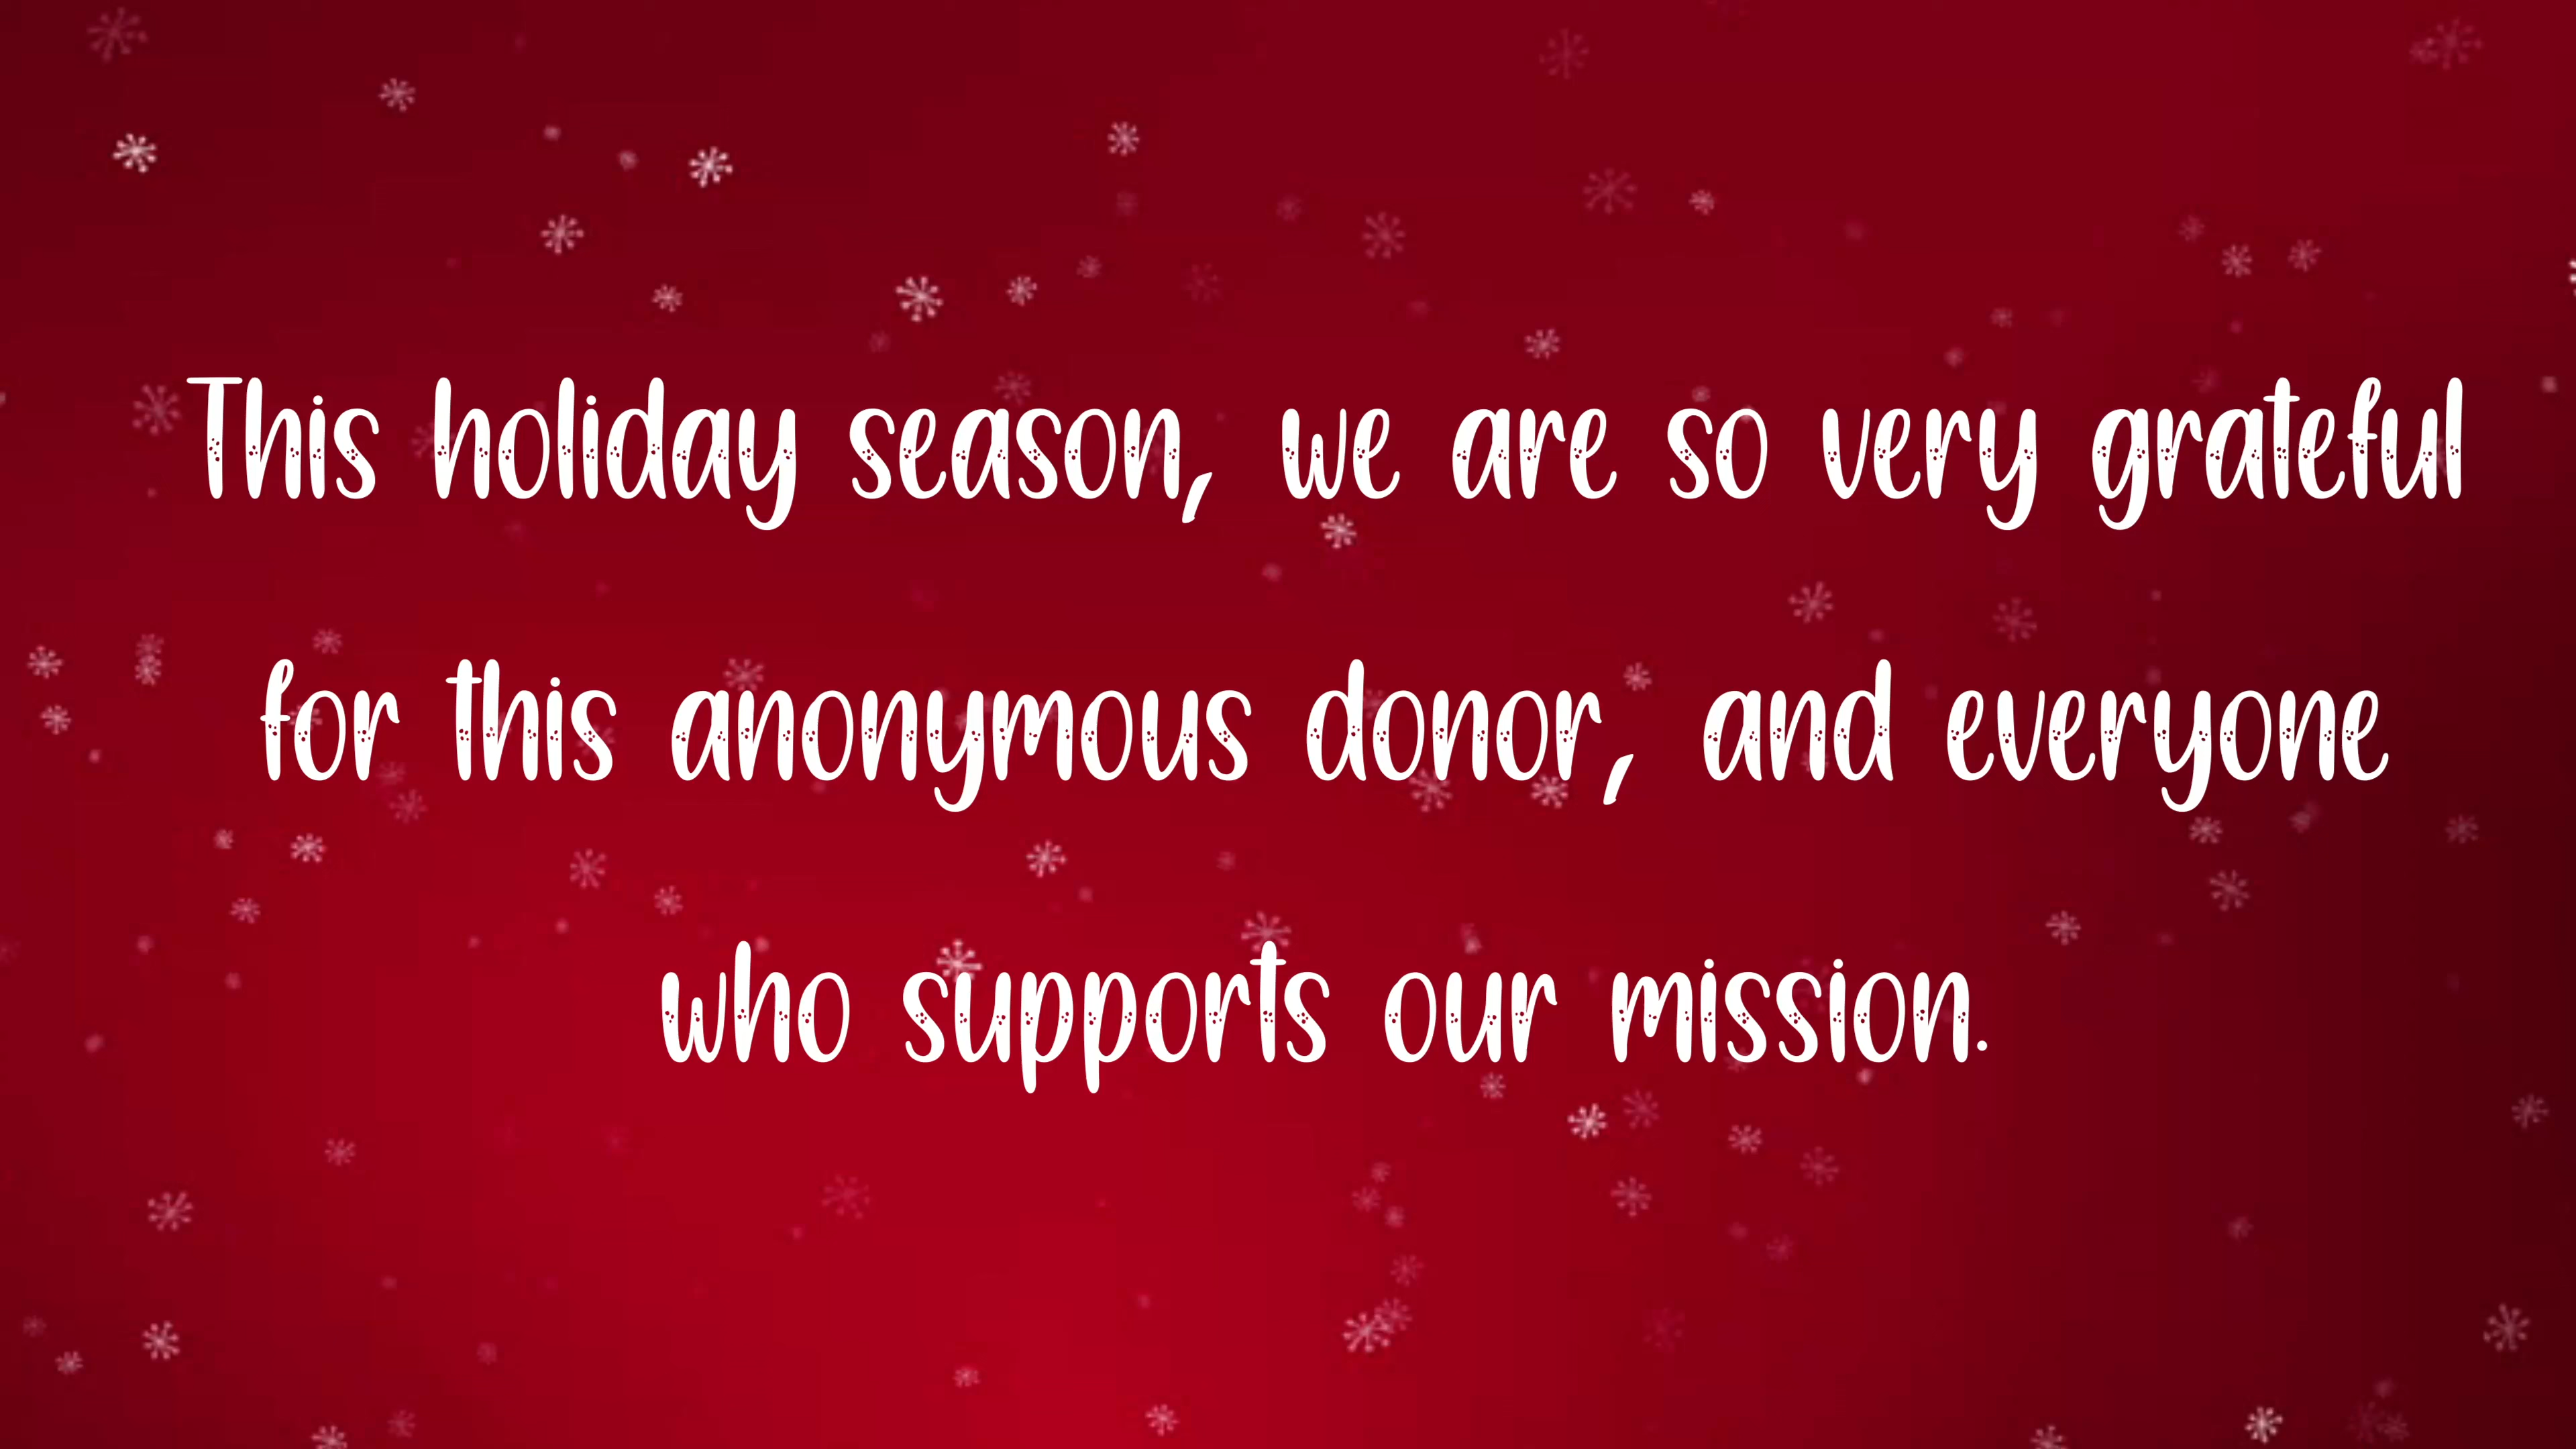 This holiday season, we are so very grateful
for this anonymous donor, and everyone
who supports our mission.